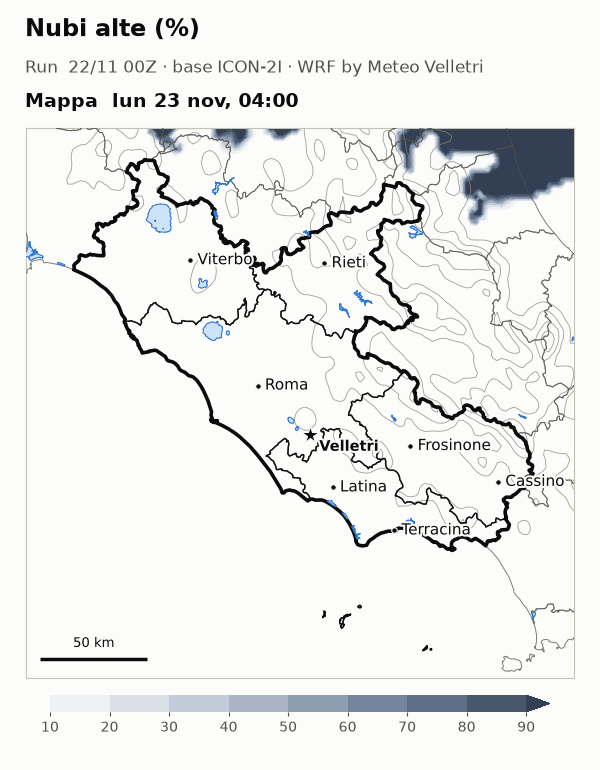 Nubi alte (%)
Run  22/11 00Z · base ICON-2I · WRF by Meteo Velletri
Mappa  lun 23 nov, 04:00
Viterbo
Rieti
Roma
Velletri
Frosinone
Latina
Cassino
Terracina
50 km
10 20 30 40 50 60 70 80 90